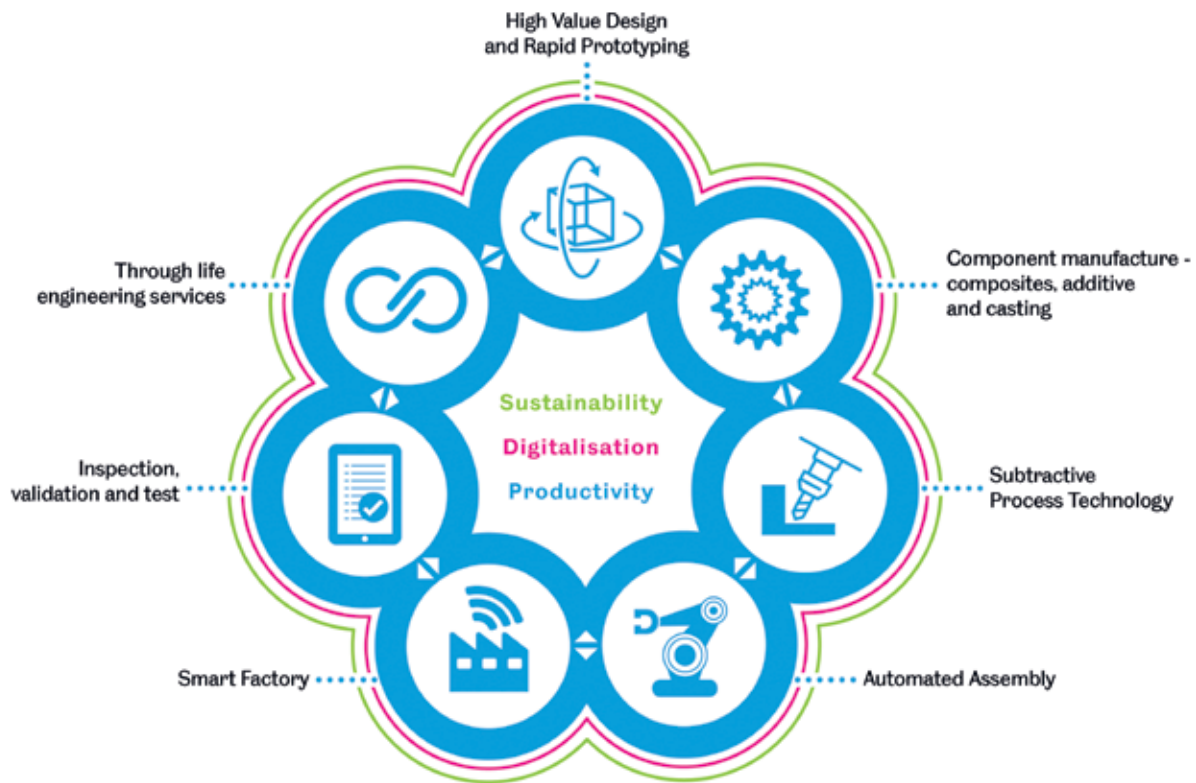 High Value Design
and Rapid Prototyping
Through life
engineering services
Component manufacture -
composites, additive
and casting
Sustainability
Digitalisation
Productivity
Inspection,
validation and test
Subtractive
Process Technology
Smart Factory
Automated Assembly